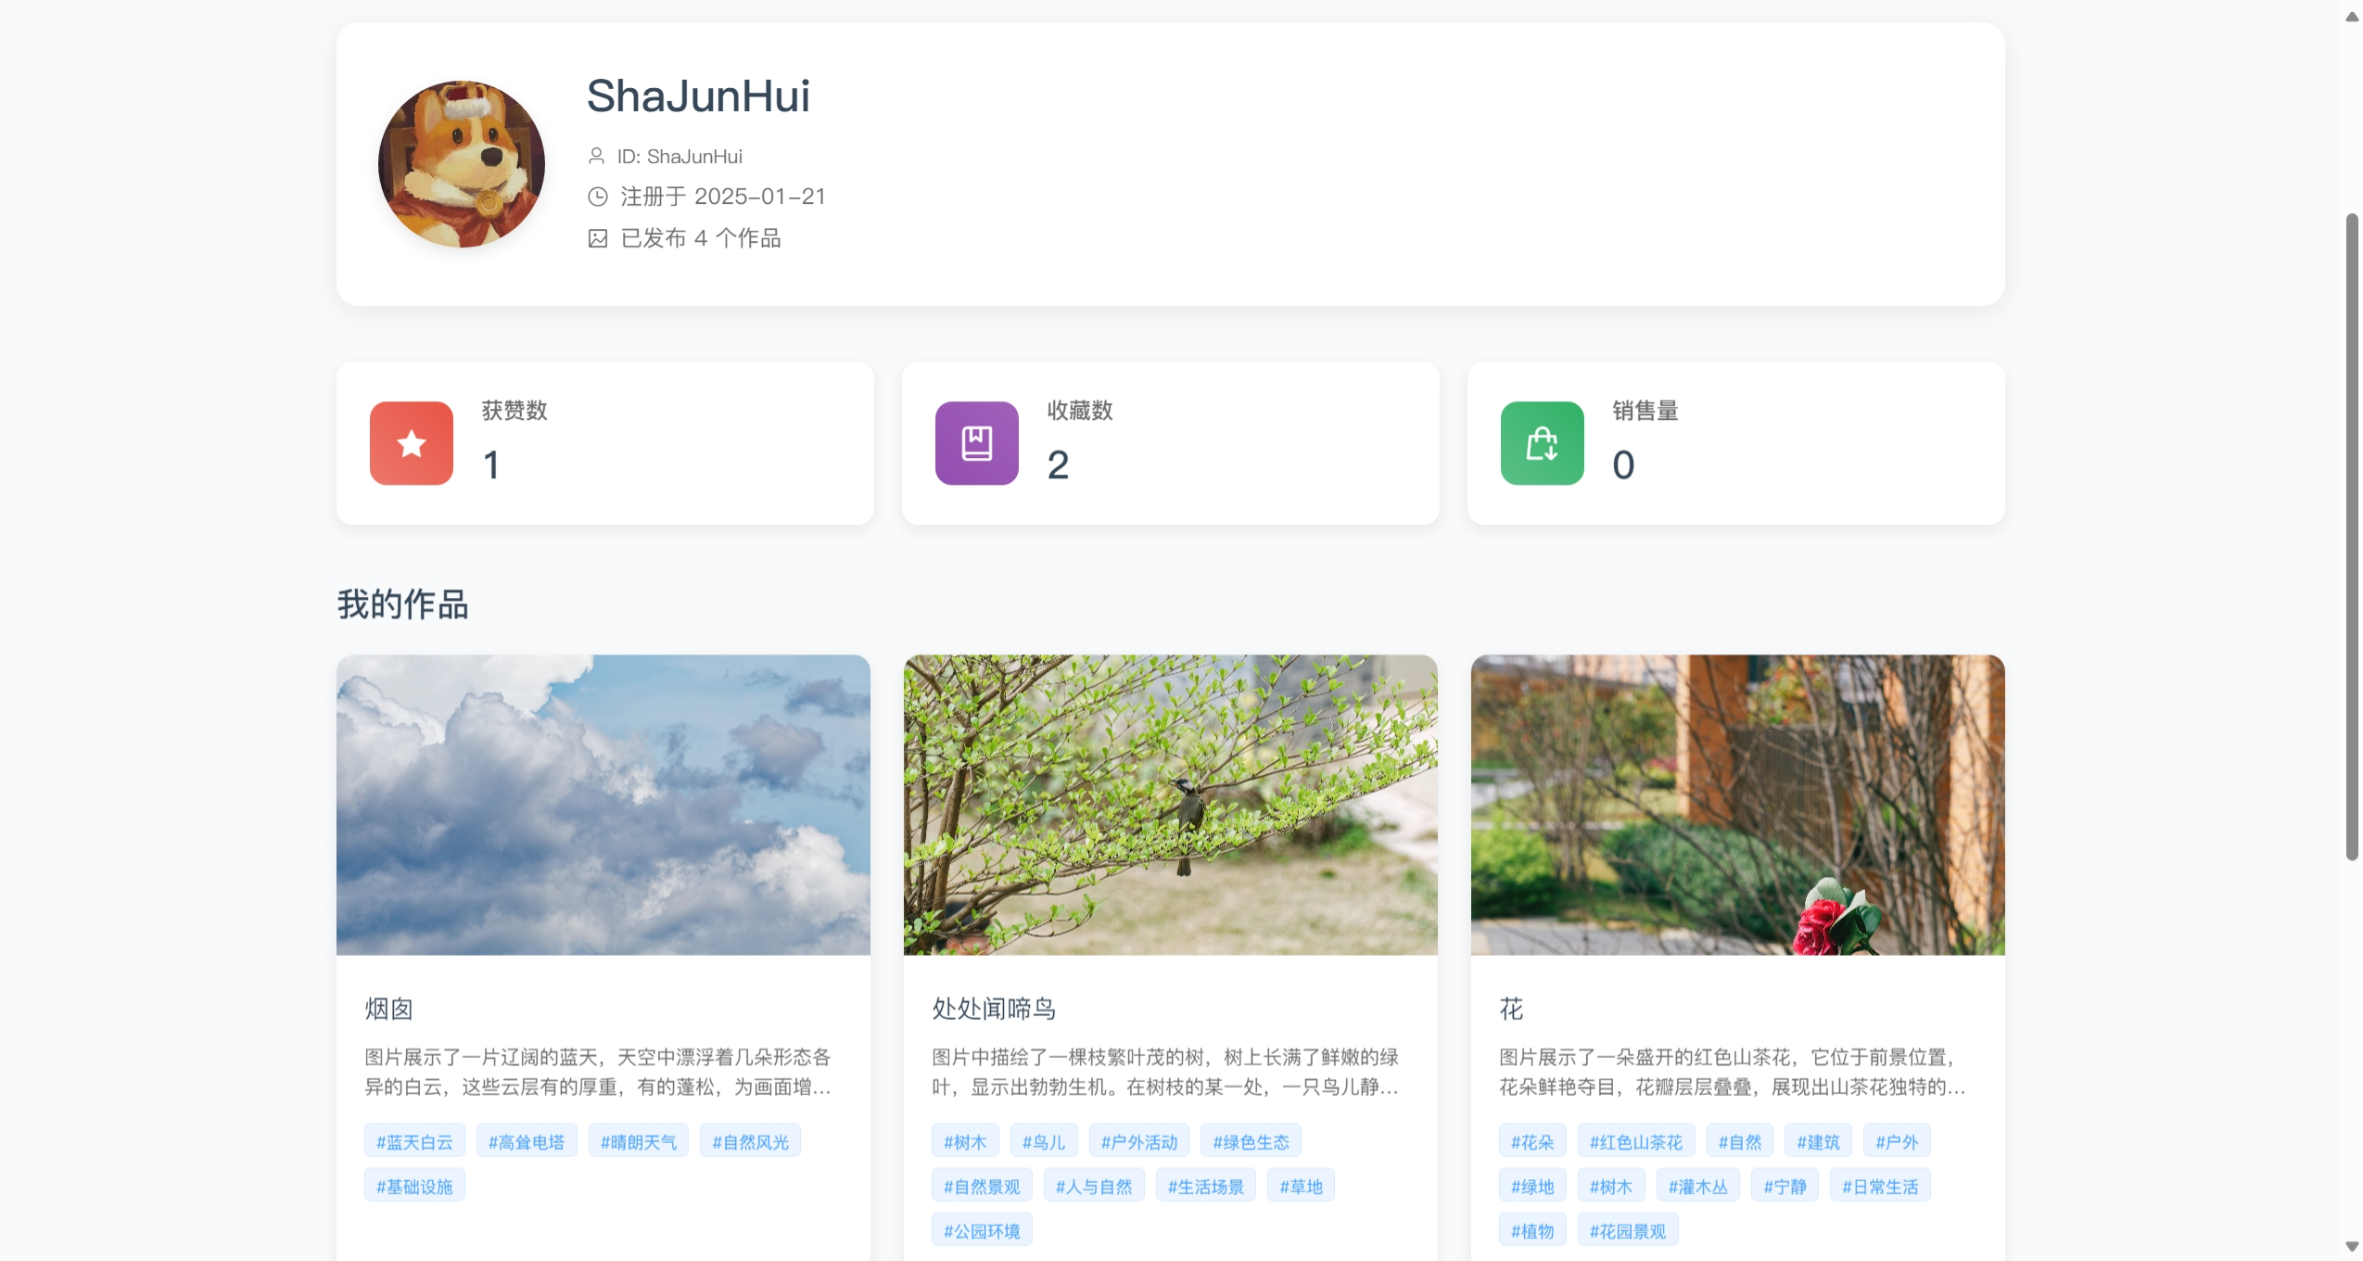 ShaJunHui
ID: ShaJunHui
注册于 2025-01-21
已发布 4 个作品
获赞数
1
收藏数
2
销售量
0
我的作品
烟囱
图片展示了一片辽阔的蓝天，天空中漂浮着几朵形态各
异的白云，这些云层有的厚重，有的蓬松，为画面增...
#蓝天白云 #高耸电塔 #晴朗天气 #自然风光
#基础设施
处处闻啼鸟
图片中描绘了一棵枝繁叶茂的树，树上长满了鲜嫩的绿
叶，显示出勃勃生机。在树枝的某一处，一只鸟儿静...
#树木 #鸟儿 #户外活动 #绿色生态
#自然景观 #人与自然 #生活场景 #草地
#公园环境
花
图片展示了一朵盛开的红色山茶花，它位于前景位置，
花朵鲜艳夺目，花瓣层层叠叠，展现出山茶花独特的...
#花朵 #红色山茶花 #自然 #建筑 #户外
#绿地 #树木 #灌木丛 #宁静 #日常生活
#植物 #花园景观